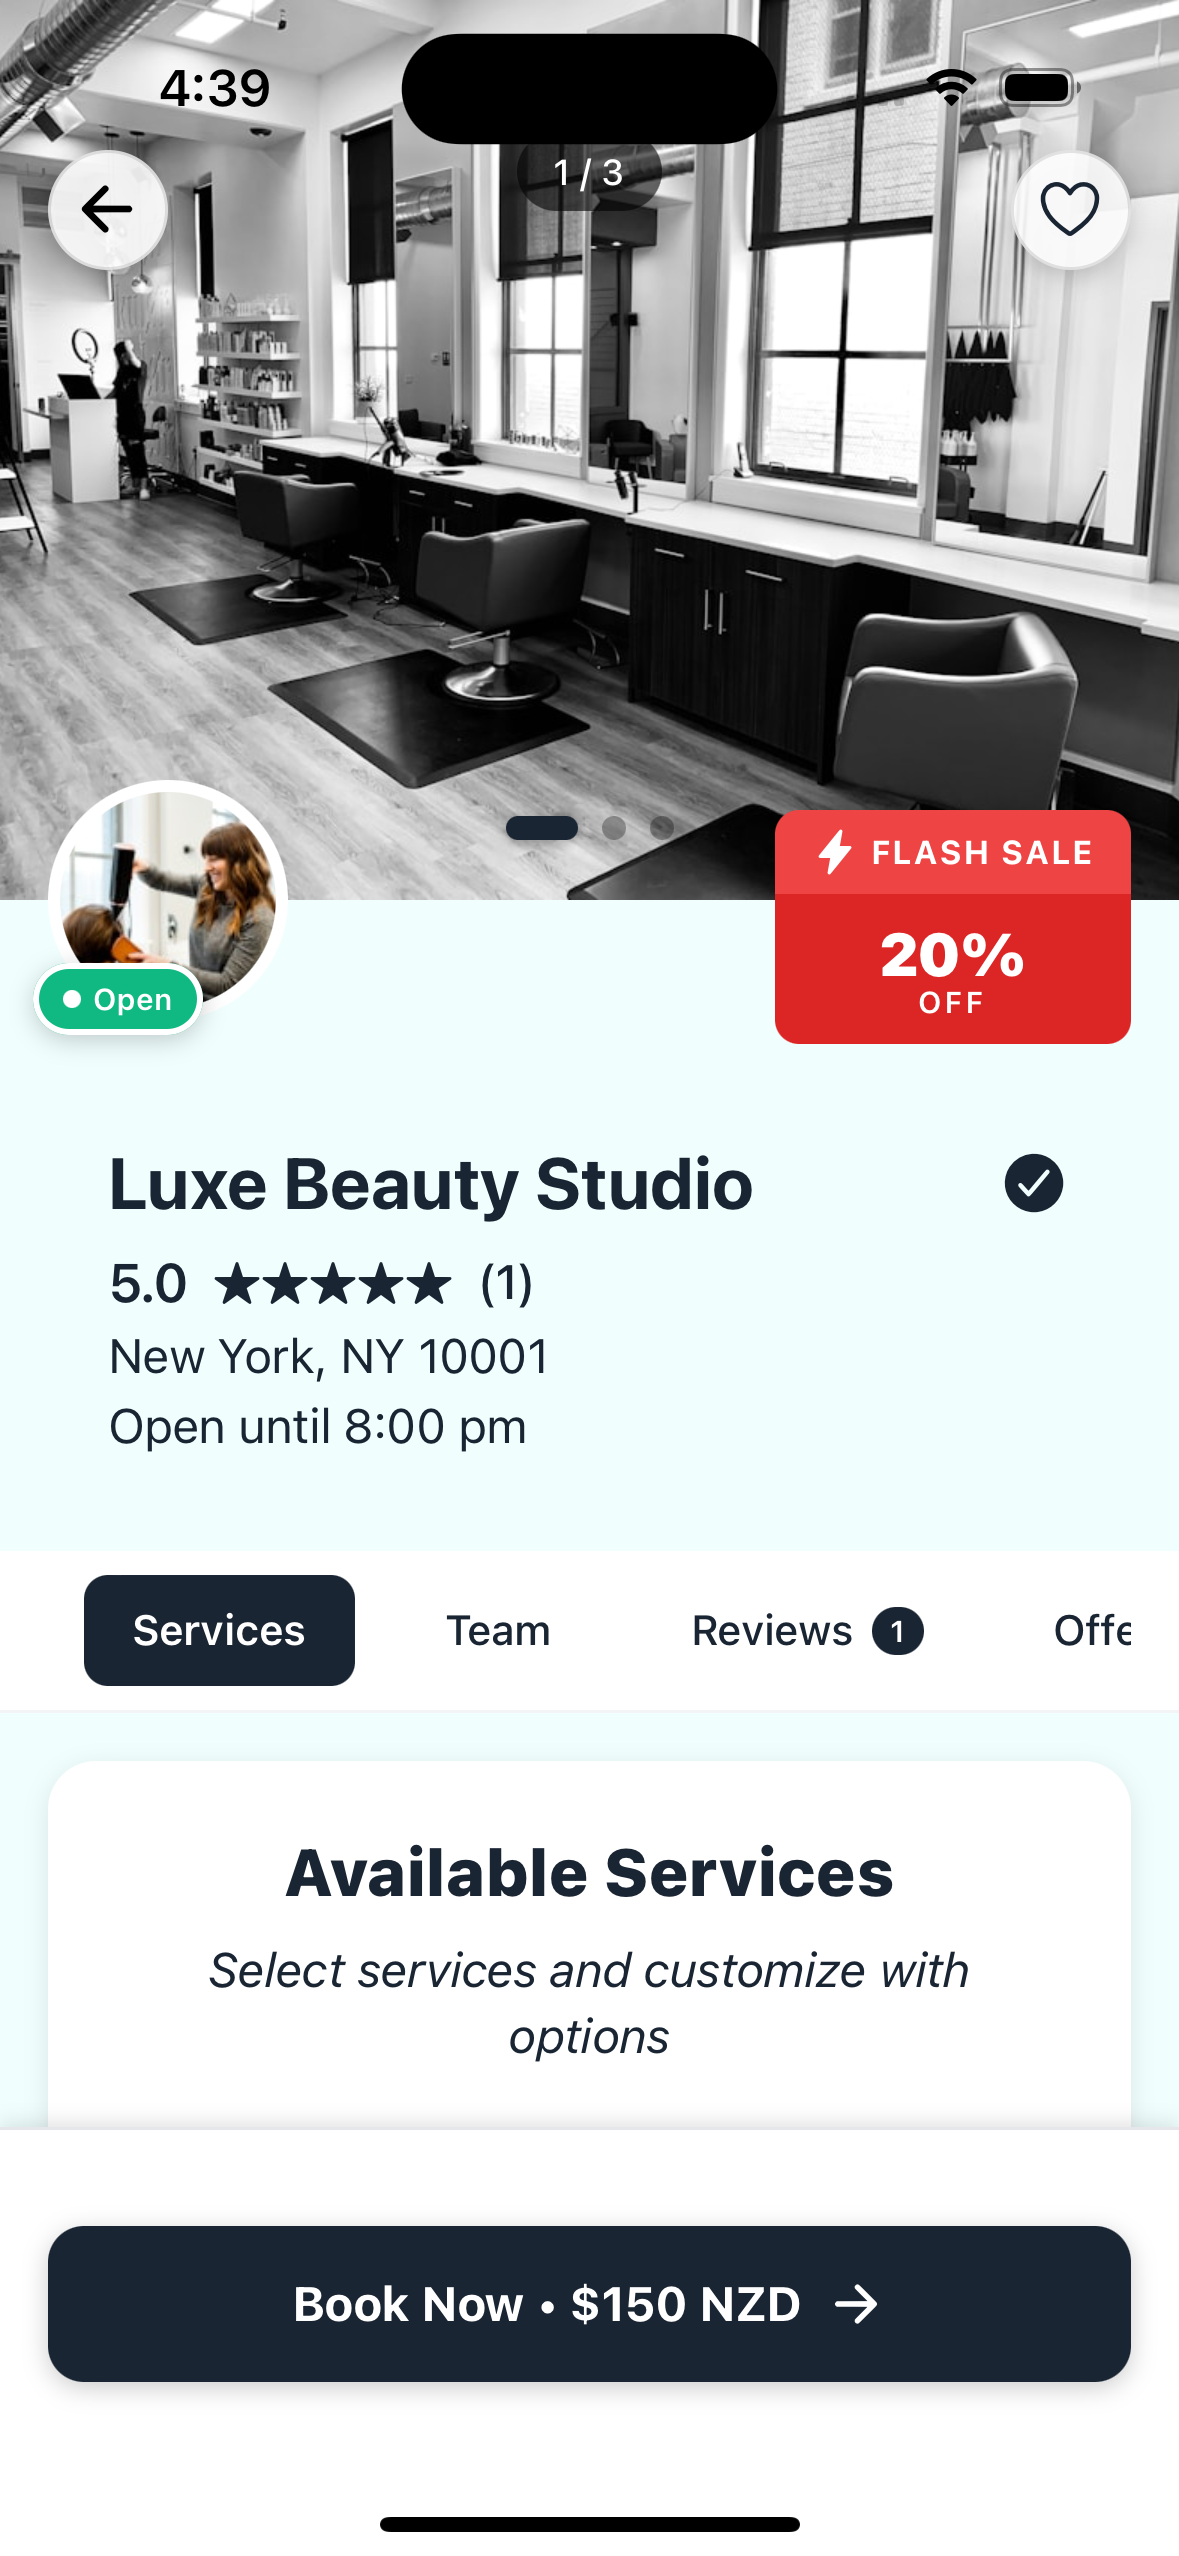 4:39
1 / 3
FLASH SALE
20%
OFF
Open
Luxe Beauty Studio
5.0 ★★★★★ (1)
New York, NY 10001
Open until 8:00 pm
Services Team Reviews 1 Offe
Available Services
Select services and customize with
options
Book Now • $150 NZD →